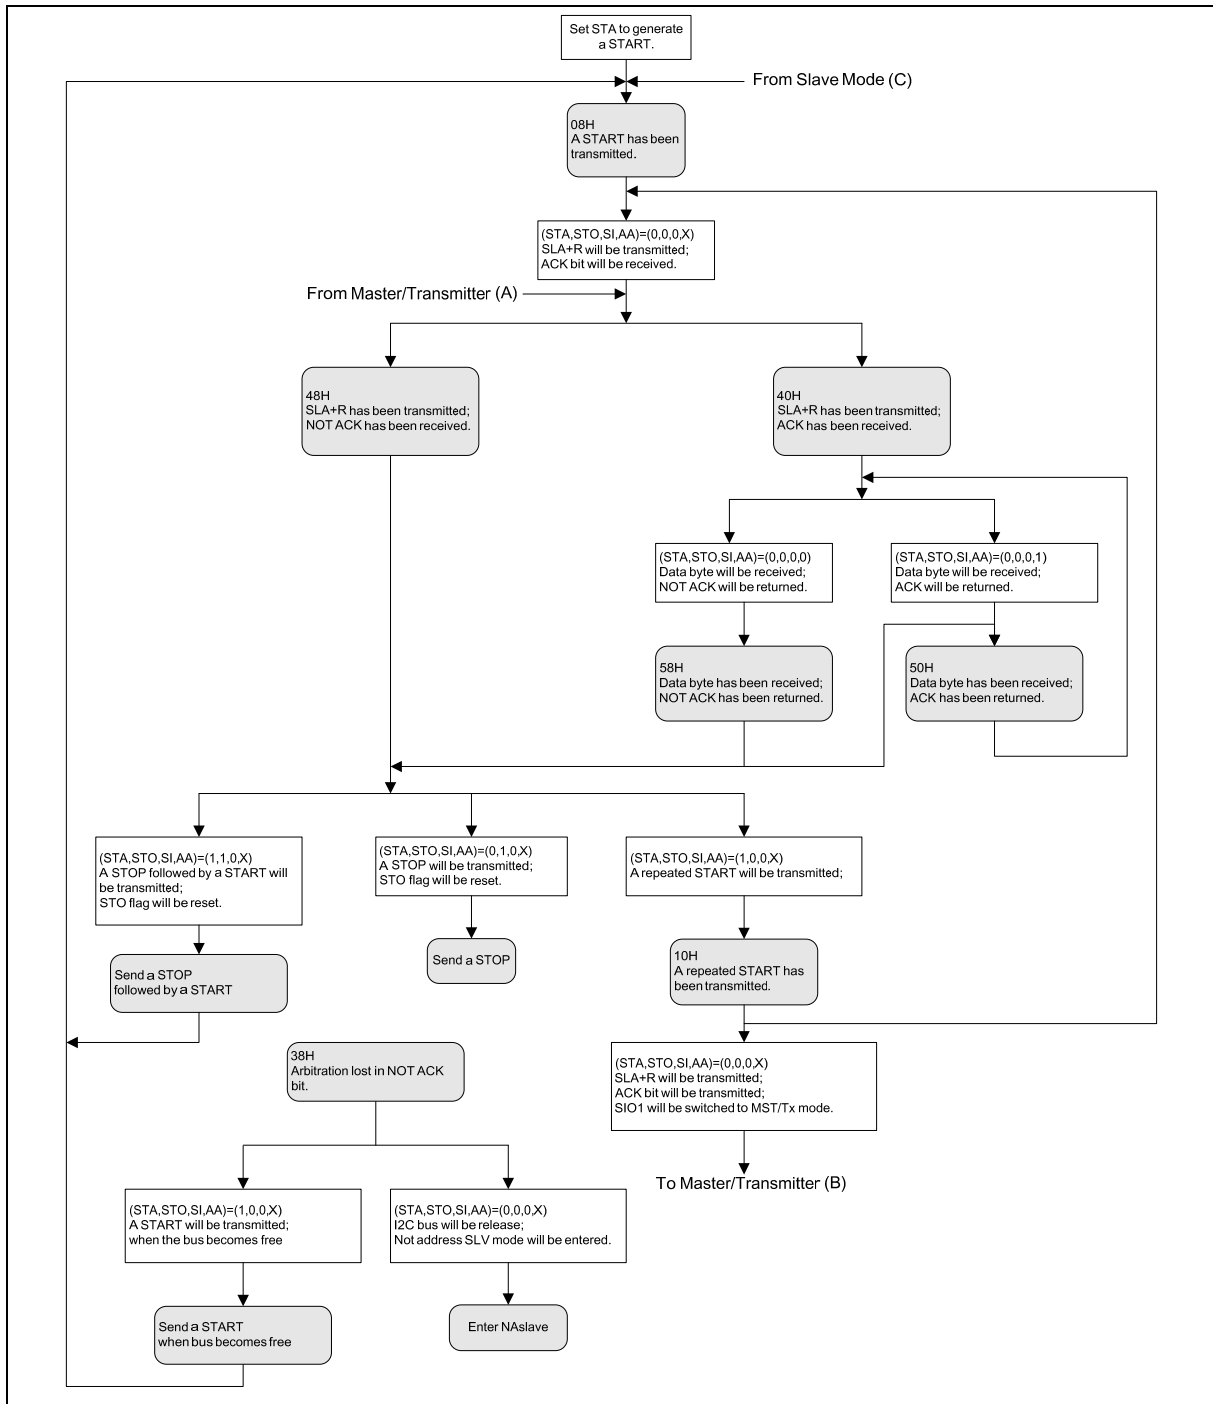 Set STA to generate
a START.
From Slave Mode (C)
08H
A START has been
transmitted.
(STA,STO,SI,AA)=(0,0,0,X)
SLA+R will be transmitted;
ACK bit will be received.
From Master/Transmitter (A)
48H
SLA+R has been transmitted;
NOT ACK has been received.
40H
SLA+R has been transmitted;
ACK has been received.
(STA,STO,SI,AA)=(0,0,0,0)
Data byte will be received;
NOT ACK will be returned.
(STA,STO,SI,AA)=(0,0,0,1)
Data byte will be received;
ACK will be returned.
58H
Data byte has been received;
NOT ACK has been returned.
50H
Data byte has been received;
ACK has been returned.
(STA,STO,SI,AA)=(1,1,0,X)
A STOP followed by a START will
be transmitted;
STO flag will be reset.
(STA,STO,SI,AA)=(0,1,0,X)
A STOP will be transmitted;
STO flag will be reset.
(STA,STO,SI,AA)=(1,0,0,X)
A repeated START will be transmitted;
Send a STOP
followed by a START
Send a STOP
10H
A repeated START has
been transmitted.
38H
Arbitration lost in NOT ACK
bit.
(STA,STO,SI,AA)=(0,0,0,X)
SLA+R will be transmitted;
ACK bit will be transmitted;
SIO1 will be switched to MST/Tx mode.
To Master/Transmitter (B)
(STA,STO,SI,AA)=(1,0,0,X)
A START will be transmitted;
when the bus becomes free
(STA,STO,SI,AA)=(0,0,0,X)
I2C bus will be release;
Not address SLV mode will be entered.
Send a START
when bus becomes free
Enter NAslave